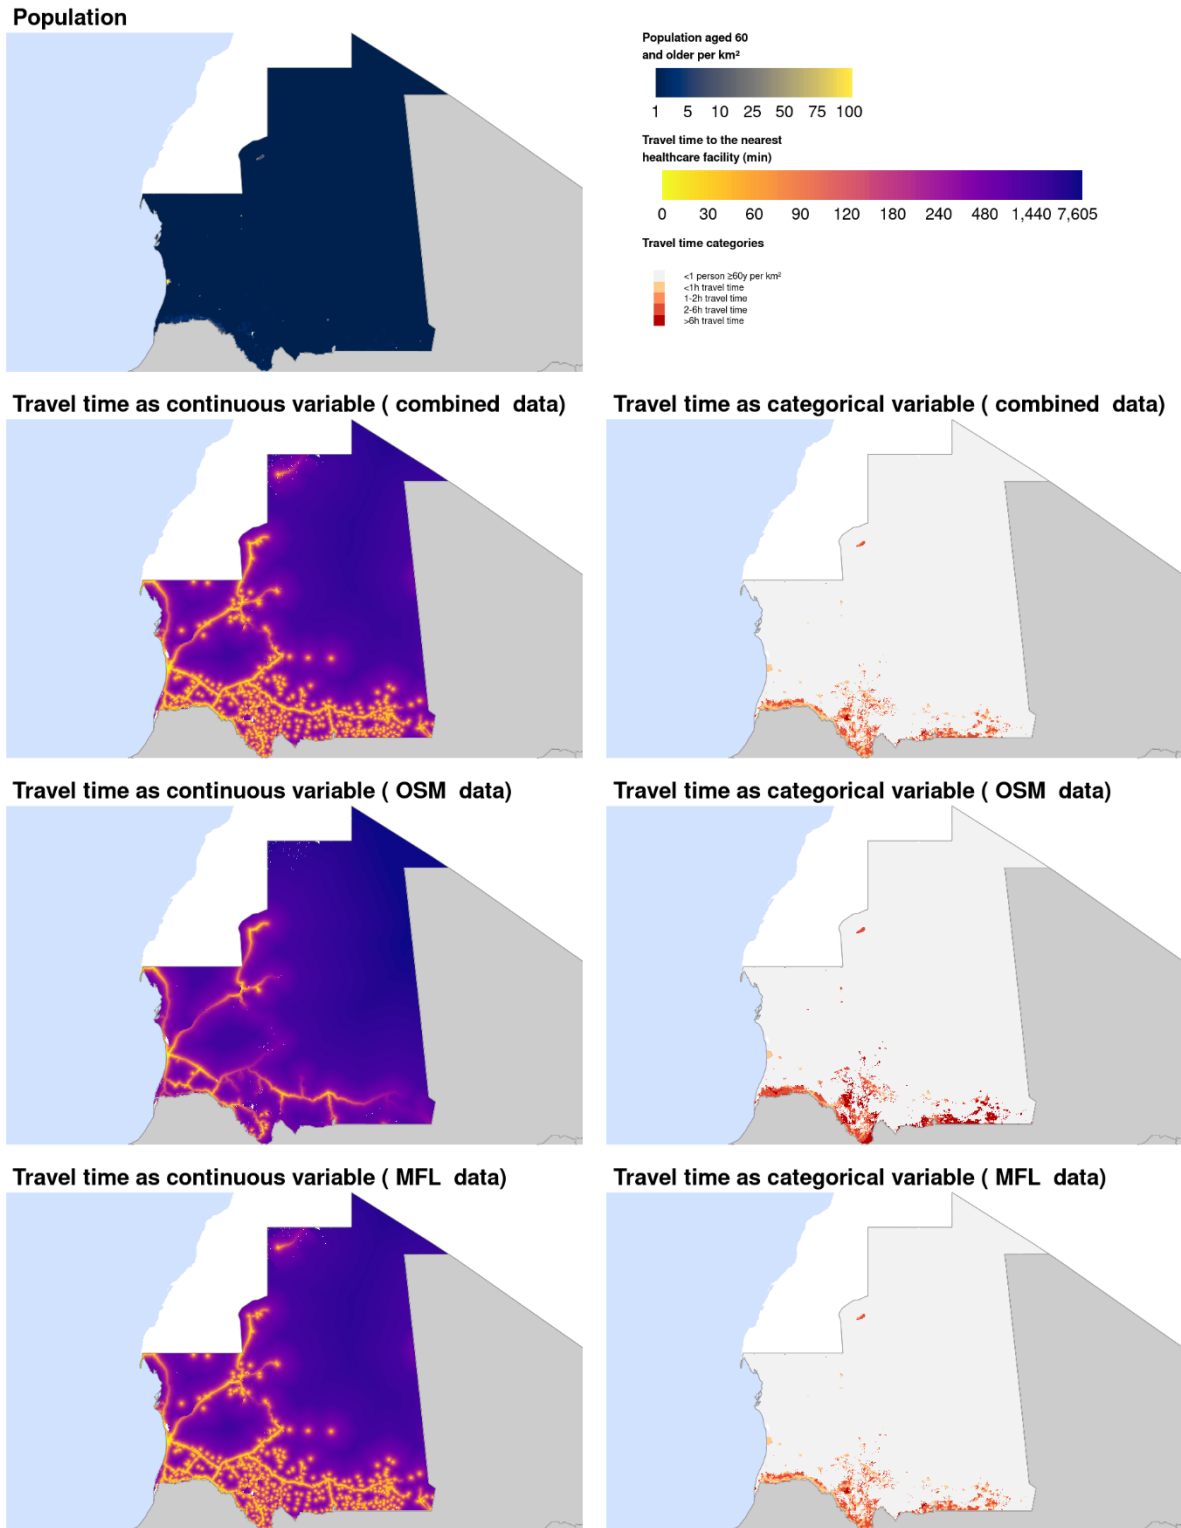 Population
Population aged 60
and older per km²
1 5 10 25 50 75 100
Travel time to the nearest
healthcare facility (min)
0 30 60 90 120 180 240 480 1,440 7,605
Travel time categories
<1 person ≥60y per km²
<1h travel time
1-2h travel time
2-6h travel time
>6h travel time
Travel time as continuous variable ( combined data)
Travel time as categorical variable ( combined data)
Travel time as continuous variable ( OSM data)
Travel time as categorical variable ( OSM data)
Travel time as continuous variable ( MFL data)
Travel time as categorical variable ( MFL data)